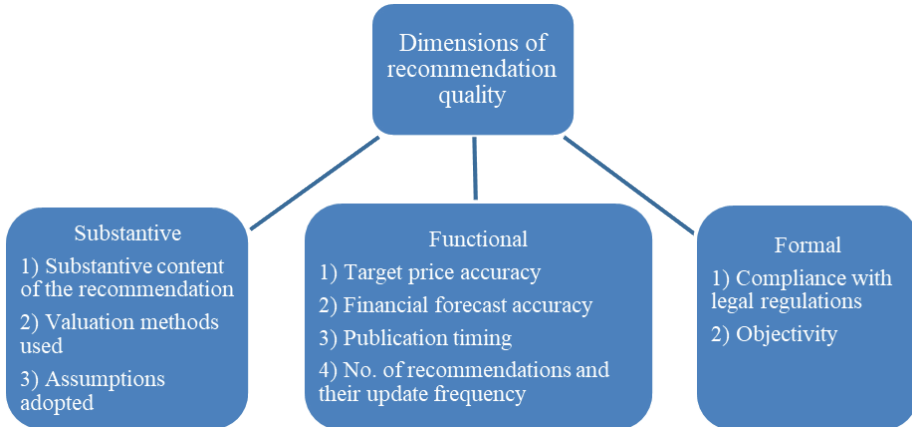 Dimensions of
recommendation
quality
Substantive
1) Substantive content
of the recommendation
2) Valuation methods
used
3) Assumptions
adopted
Functional
1) Target price accuracy
2) Financial forecast accuracy
3) Publication timing
4) No. of recommendations and
their update frequency
Formal
1) Compliance with
legal regulations
2) Objectivity